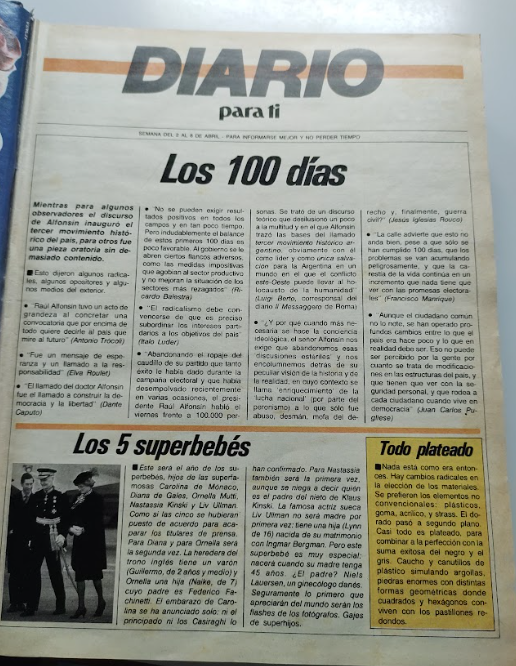 DIARIO
para ti
SEMANA DEL 2 AL 8 DE ABRIL - PARA INFORMARSE MEJOR Y NO PERDER TIEMPO
Los 100 días
Mientras para algunos
observadores el discurso
de Alfonsín inauguró el
tercer movimiento histó-
rico del país, para otros fue
una pieza oratoria sin de-
masiado contenido.
■ Esto dijeron algunos radica-
les, algunos opositores y algu-
nos medios del exterior.
● "Raúl Alfonsín tuvo un acto de
grandeza al concretar una
convocatoria que por encima de
todo quiere decirle al país que
mire al futuro" (Antonio Tróccoli)
● "Fue un mensaje de espe-
ranza y un llamado a la res-
ponsabilidad" (Elva Roulet)
● "El llamado del doctor Alfonsín
fue el llamado a construir la de-
mocracia y la libertad" (Dante
Caputo)
● "No se pueden exigir resul-
tados positivos en todos los
campos y en tan poco tiempo.
Pero indudablemente el balance
de estos primeros 100 días es
poco favorable. Al gobierno se le
abren ciertos flancos adversos,
como las medidas impositivas
que agobian al sector productivo
y no mejoran la situación de los
sectores más rezagados" (Ri-
cardo Balestra)
● "El radicalismo debe con-
vencerse de que es preciso
subordinar los intereses parti-
darios a los objetivos del país"
(Italo Luder)
● "Abandonando el ropaje del
caudillo de su partido que tanto
éxito le había dado durante la
campaña electoral y que había
desempolvado recientemente
en varias ocasiones, el presi-
dente Raúl Alfonsín habló el
viernes frente a 100.000 per-
sonas. Se trató de un discurso
teórico que desilusionó un poco
a la multitud y en el que Alfonsín
trazó las bases del llamado
tercer movimiento histórico ar-
gentino, obviamente con él
como líder y como única salva-
ción para la Argentina en un
mundo en el que el conflicto
este-Oeste puede llevar al ho-
locausto de la humanidad"
(Luigi Berto, corresponsal del
diario Il Messaggero de Roma)
● "¿Y por qué cuando más ne-
cesaria se hace la conciencia
ideológica, el señor Alfonsín nos
exige que abandonemos esas
'discusiones estériles' y nos
encolumnemos detrás de su
peculiar visión de la historia y de
la realidad, en cuyo contexto se
llamó 'enriquecimiento de la
lucha nacional' (por parte del
peronismo) a lo que sólo fue
abuso, desmán, mofa del de-
recho y, finalmente, guerra
civil?" (Jesús Iglesias Rouco)
● "La calle advierte que esto no
anda bien, pese a que sólo se
han cumplido 100 días, que los
problemas se van acumulando
peligrosamente, y que la ca-
restía de la vida continúa en un
incremento que nada tiene que
ver con las promesas electora-
les" (Francisco Manrique)
● "Aunque el ciudadano común
no lo note, se han operado pro-
fundos cambios entre lo que el
país era hace poco y lo que en
realidad debe ser. Eso no puede
ser percibido por la gente por
cuanto se trata de modificacio-
nes en las estructuras del país, y
que tienen que ver con la se-
guridad personal, y que rodea a
cada ciudadano cuando vive en
democracia" (Juan Carlos Pu-
gliese)
Los 5 superbebés
■ Este será el año de los su-
perbebés, hijos de las superfa-
mosas Carolina de Mónaco,
Diana de Gales, Ornella Mutti,
Nastassia Kinski y Liv Ullman.
Como si las cinco se hubieran
puesto de acuerdo para aca-
parar los titulares de prensa.
Para Diana y para Ornella será
la segunda vez. La heredera del
trono inglés tiene un varón
(Guillermo, de 2 años y medio) y
Ornella una hija (Naike, de 7)
cuyo padre es Federico Fa-
chinetti. El embarazo de Caro-
lina se ha anunciado solo: ni el
principado ni los Casiraghi lo
han confirmado. Para Nastassia
también será la primera vez,
aunque se niega a decir quién
es el padre del nieto de Klaus
Kinski. La famosa actriz sueca
Liv Ullman no será madre por
primera vez: tiene una hija (Lynn
de 16) nacida de su matrimonio
con Ingmar Bergman. Pero este
superbebé es muy especial:
nacerá cuando su madre tenga
45 años. ¿El padre? Niels
Lauersen, un ginecólogo danés.
Seguramente lo primero que
apreciarán del mundo serán los
flashes de los fotógrafos. Gajes
de superhijos.
Todo plateado
■ Nada está como era enton-
ces. Hay cambios radicales en
la elección de los materiales.
Se prefieren los elementos no
convencionales: plásticos,
goma, acrílico, y strass. El do-
rado pasó a segundo plano.
Casi todo es plateado, para
combinar a la perfección con la
suma exitosa del negro y el
gris. Caucho y canutillos de
plástico simulando argollas,
piedras enormes con distintas
formas geométricas donde
cuadrados y hexágonos con-
viven con los pastillones re-
dondos.